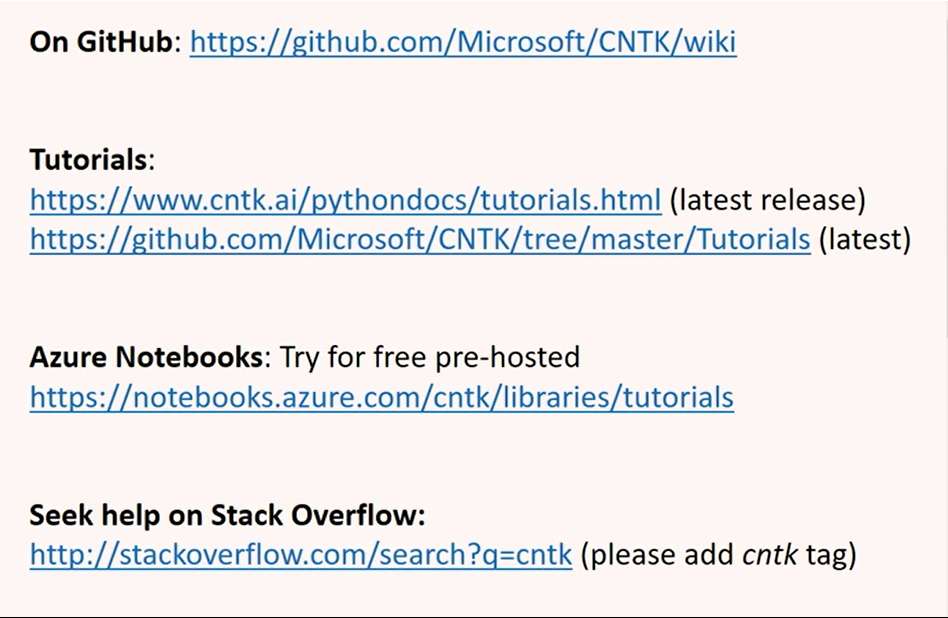 On GitHub: https://github.com/Microsoft/CNTK/wiki
Tutorials:
https://www.cntk.ai/pythondocs/tutorials.html (latest release)
https://github.com/Microsoft/CNTK/tree/master/Tutorials (latest)
Azure Notebooks: Try for free pre-hosted
https://notebooks.azure.com/cntk/libraries/tutorials
Seek help on Stack Overflow:
http://stackoverflow.com/search?q=cntk (please add cntk tag)